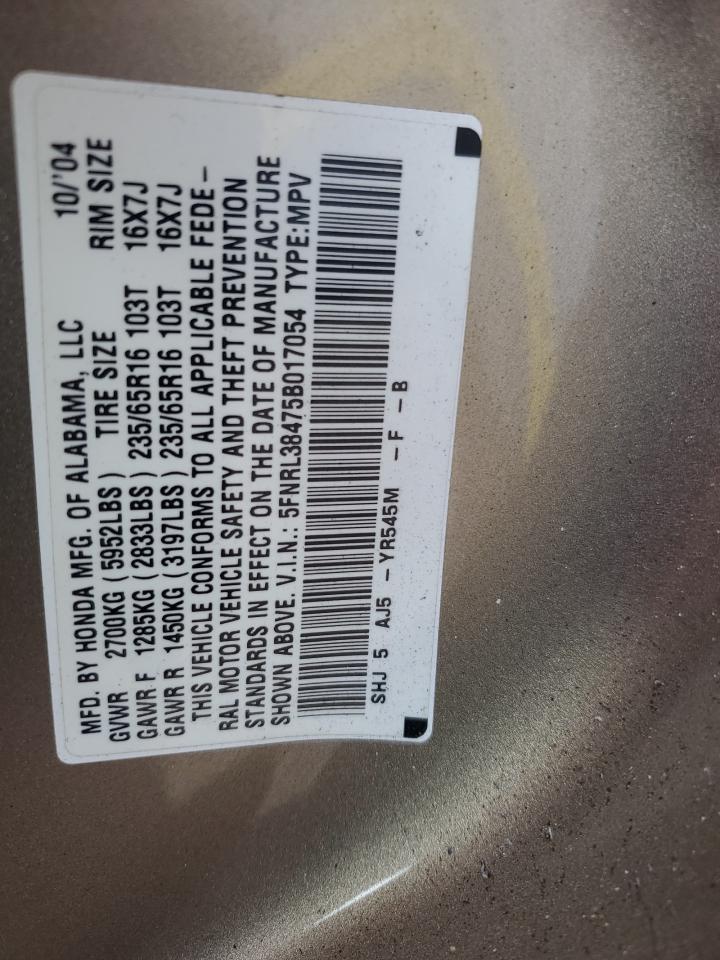 MFD. BY HONDA MFG. OF ALABAMA, LLC 10/'04
GVWR 2700KG (5952LBS) TIRE SIZE RIM SIZE
GAWR F 1285KG (2833LBS) 235/65R16 103T 16X7J
GAWR R 1450KG (3197LBS) 235/65R16 103T 16X7J
THIS VEHICLE CONFORMS TO ALL APPLICABLE FEDE-
RAL MOTOR VEHICLE SAFETY AND THEFT PREVENTION
STANDARDS IN EFFECT ON THE DATE OF MANUFACTURE
SHOWN ABOVE. V.I.N.: 5FNRL38475B017054 TYPE:MPV
SHJ 5 AJ5 -YR545M -F -B